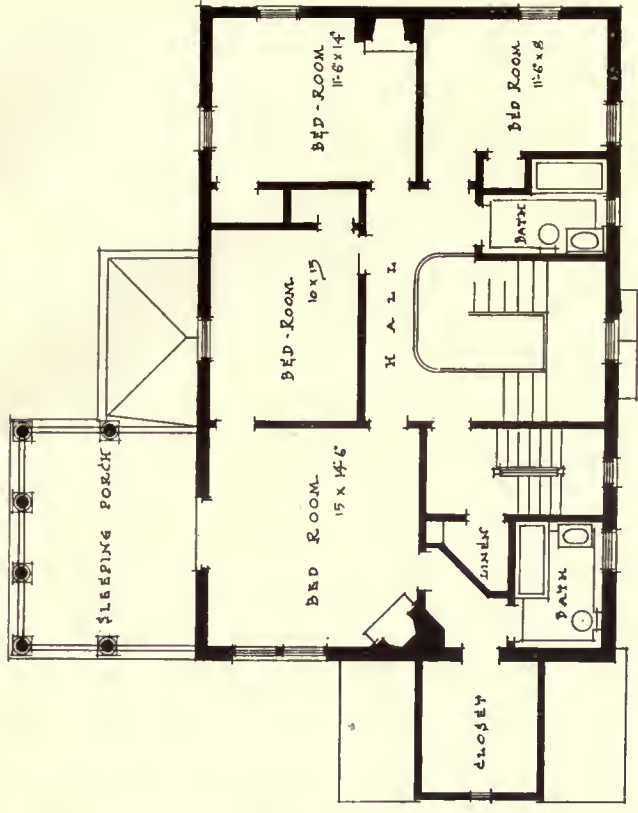 SLEEPING PORCH
BED ROOM
15 x 14-6"
BED-ROOM
10 x 15
BED-ROOM
11-6" x 14"
HALL
CLOSET
LINEN
BATH
BATH
BED ROOM
11-6" x 8"